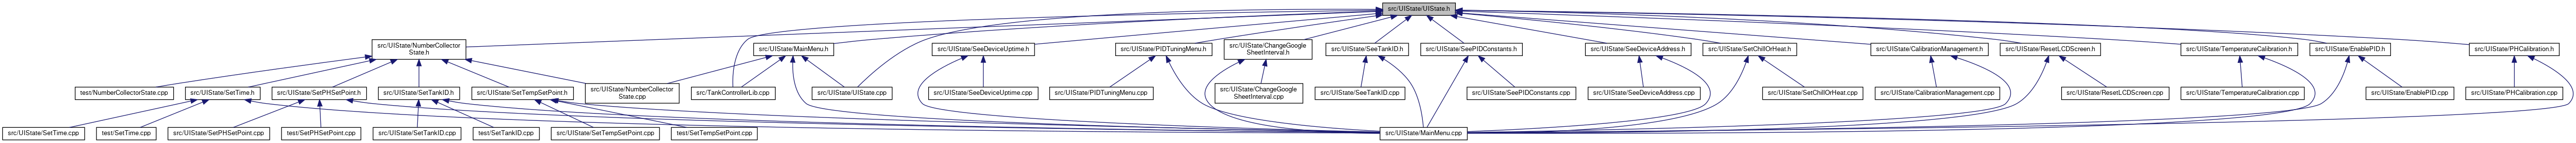 src/UIState/UIState.h
src/UIState/NumberCollector
State.h
src/UIState/MainMenu.h
src/UIState/SeeDeviceUptime.h
src/UIState/PIDTuningMenu.h
src/UIState/ChangeGoogle
SheetInterval.h
src/UIState/SeeTankID.h
src/UIState/SeePIDConstants.h
src/UIState/SeeDeviceAddress.h
src/UIState/SetChillOrHeat.h
src/UIState/CalibrationManagement.h
src/UIState/ResetLCDScreen.h
src/UIState/TemperatureCalibration.h
src/UIState/EnablePID.h
src/UIState/PHCalibration.h
test/NumberCollectorState.cpp
src/UIState/SetTime.h
src/UIState/SetPHSetPoint.h
src/UIState/SetTankID.h
src/UIState/SetTempSetPoint.h
src/UIState/NumberCollector
State.cpp
src/TankControllerLib.cpp
src/UIState/UIState.cpp
src/UIState/SeeDeviceUptime.cpp
src/UIState/PIDTuningMenu.cpp
src/UIState/ChangeGoogle
SheetInterval.cpp
src/UIState/SeeTankID.cpp
src/UIState/SeePIDConstants.cpp
src/UIState/SeeDeviceAddress.cpp
src/UIState/SetChillOrHeat.cpp
src/UIState/CalibrationManagement.cpp
src/UIState/ResetLCDScreen.cpp
src/UIState/TemperatureCalibration.cpp
src/UIState/EnablePID.cpp
src/UIState/PHCalibration.cpp
src/UIState/SetTime.cpp
test/SetTime.cpp
src/UIState/SetPHSetPoint.cpp
test/SetPHSetPoint.cpp
src/UIState/SetTankID.cpp
test/SetTankID.cpp
src/UIState/SetTempSetPoint.cpp
test/SetTempSetPoint.cpp
src/UIState/MainMenu.cpp